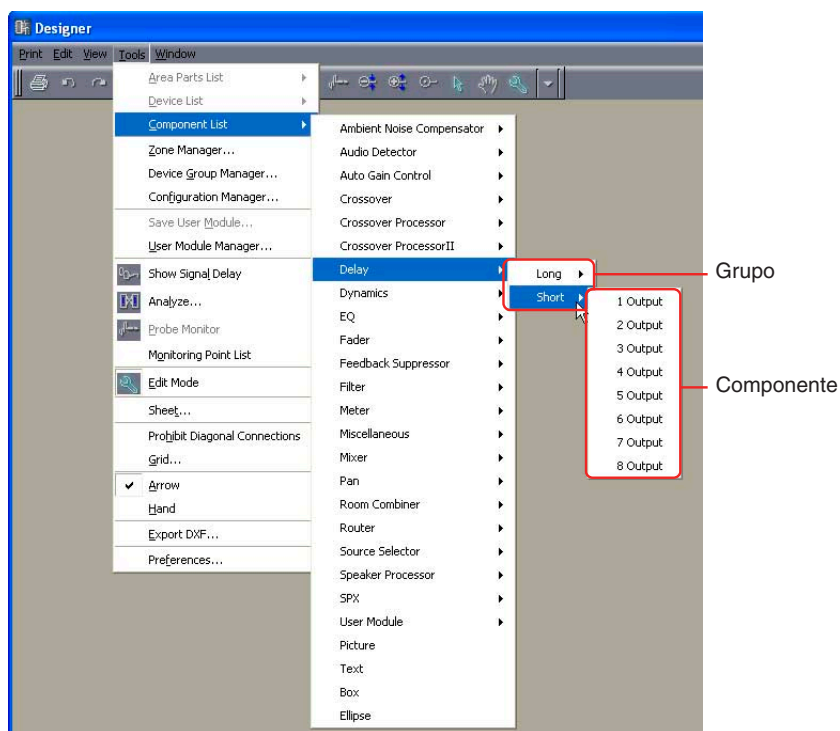 Designer
Print Edit View Tools Window
Area Parts List
Device List
Component List
Zone Manager...
Device Group Manager...
Configuration Manager...
Save User Module...
User Module Manager...
Show Signal Delay
Analyze...
Probe Monitor
Monitoring Point List
Edit Mode
Sheet...
Prohibit Diagonal Connections
Grid...
Arrow
Hand
Export DXF...
Preferences...
Ambient Noise Compensator
Audio Detector
Auto Gain Control
Crossover
Crossover Processor
Crossover ProcessorII
Delay
Dynamics
EQ
Fader
Feedback Suppressor
Filter
Meter
Miscellaneous
Mixer
Pan
Room Combiner
Router
Source Selector
Speaker Processor
SPX
User Module
Picture
Text
Box
Ellipse
Long
Short
1 Output
2 Output
3 Output
4 Output
5 Output
6 Output
7 Output
8 Output
Grupo
Componente